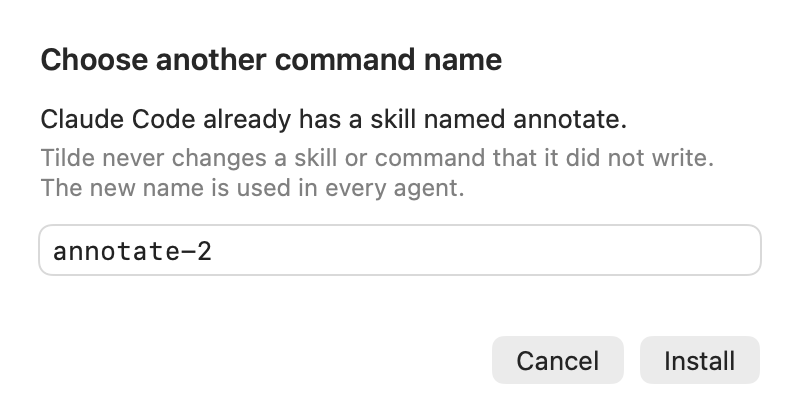 Choose another command name
Claude Code already has a skill named annotate.
Tilde never changes a skill or command that it did not write.
The new name is used in every agent.
annotate-2
Cancel
Install